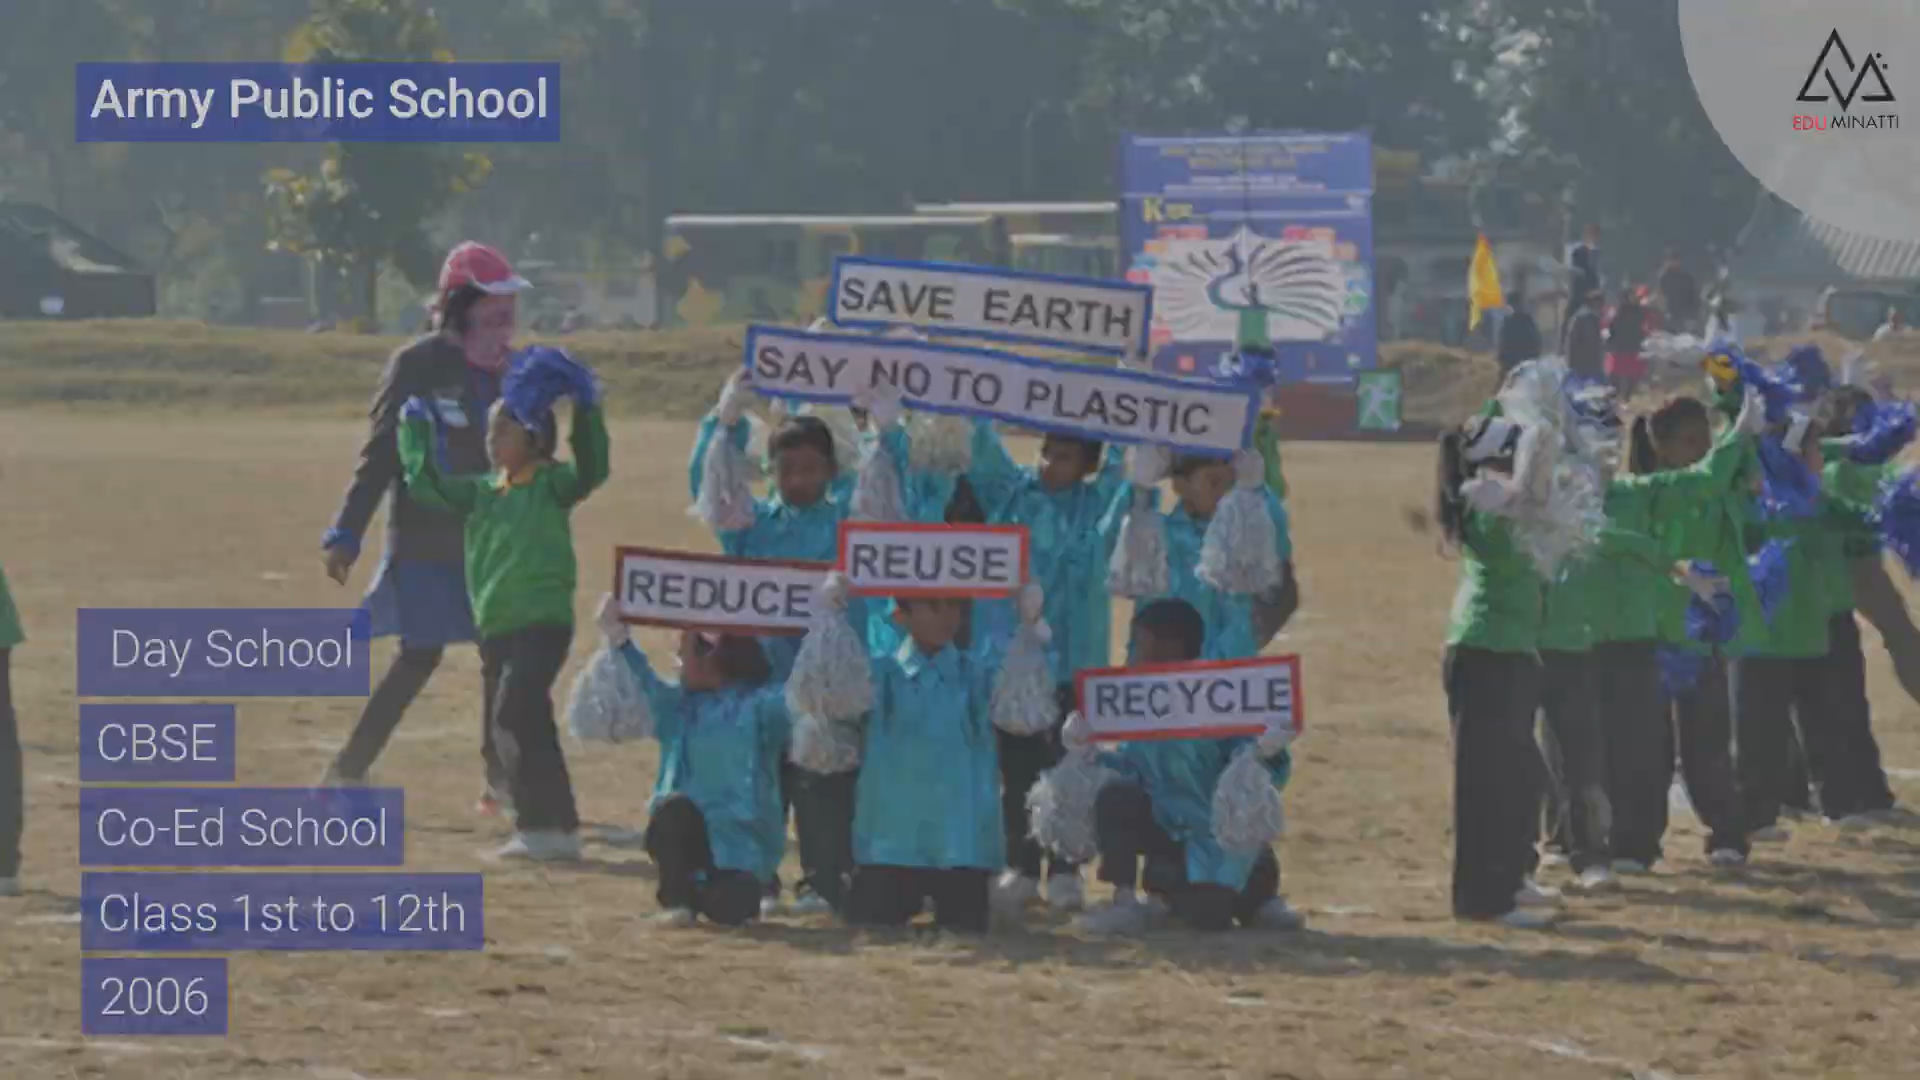 Army Public School
EDU MINATTI
SAVE EARTH
SAY NO TO PLASTIC
REUSE
REDUCE
RECYCLE
Day School
CBSE
Co-Ed School
Class 1st to 12th
2006